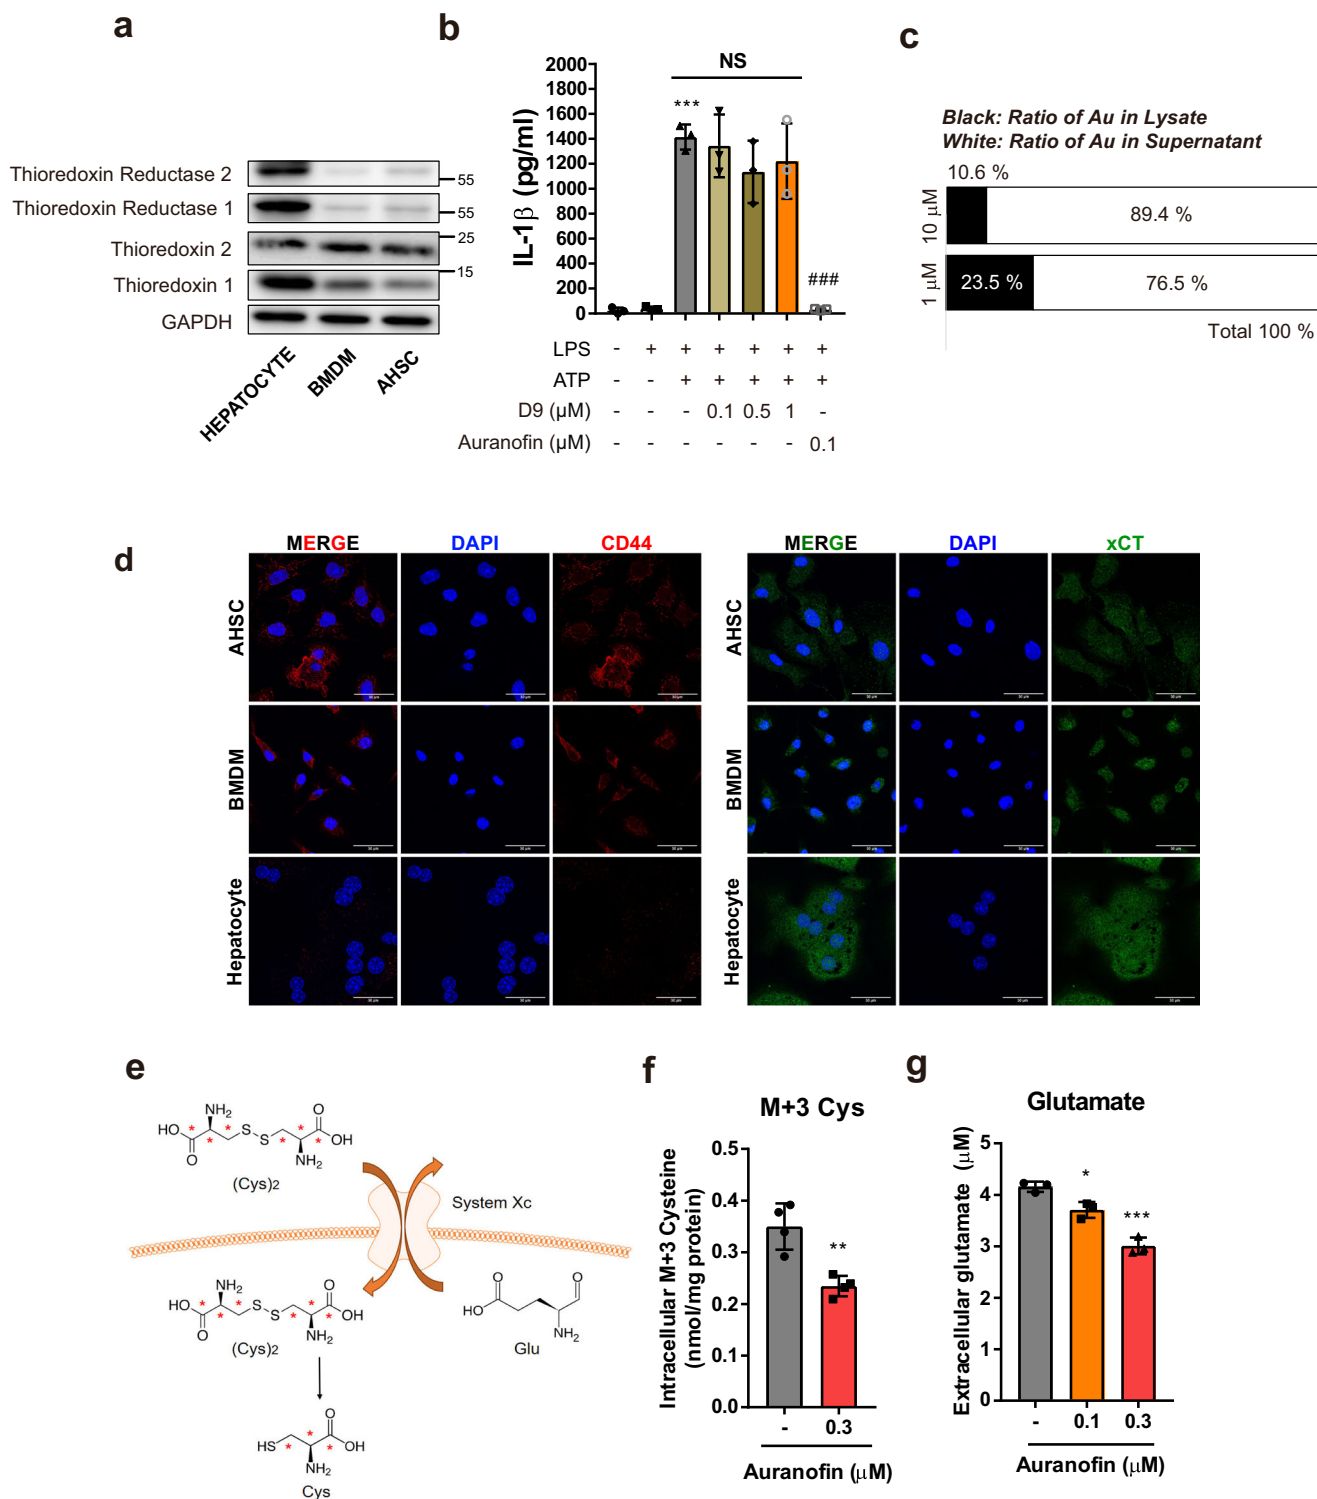 a
Thioredoxin Reductase 2
55
Thioredoxin Reductase 1
55
Thioredoxin 2
25
Thioredoxin 1
15
GAPDH
HEPATOCYTE
BMDM
AHSC
b
NS
IL-1β (pg/ml)
2000
1800
1600
1400
1200
1000
800
600
400
200
0
***
###
LPS - + + + + + +
ATP - - + + + + +
D9 (μM) - - - 0.1 0.5 1 -
Auranofin (μM) - - - - - - 0.1
c
Black: Ratio of Au in Lysate
White: Ratio of Au in Supernatant
10.6 %
10 μM
89.4 %
1 μM
23.5 %
76.5 %
Total 100 %
d
MERGE DAPI CD44 MERGE DAPI xCT
AHSC
AHSC
BMDM
BMDM
Hepatocyte
Hepatocyte
e
NH2
O
HO
S
S
OH
O
NH2
* * * * * *
(Cys)2
System Xc
NH2
O
HO
S
S
OH
O
NH2
* * * * * *
(Cys)2
O
O
HO
NH2
Glu
O
HS
OH
NH2
* * *
Cys
f
M+3 Cys
Intracellular M+3 Cysteine
(nmol/mg protein)
0.5
0.4
0.3
0.2
0.1
0.0
**
- 0.3
Auranofin (μM)
g
Glutamate
Extracellular glutamate (μM)
5
4
3
2
1
0
*
***
- 0.1 0.3
Auranofin (μM)